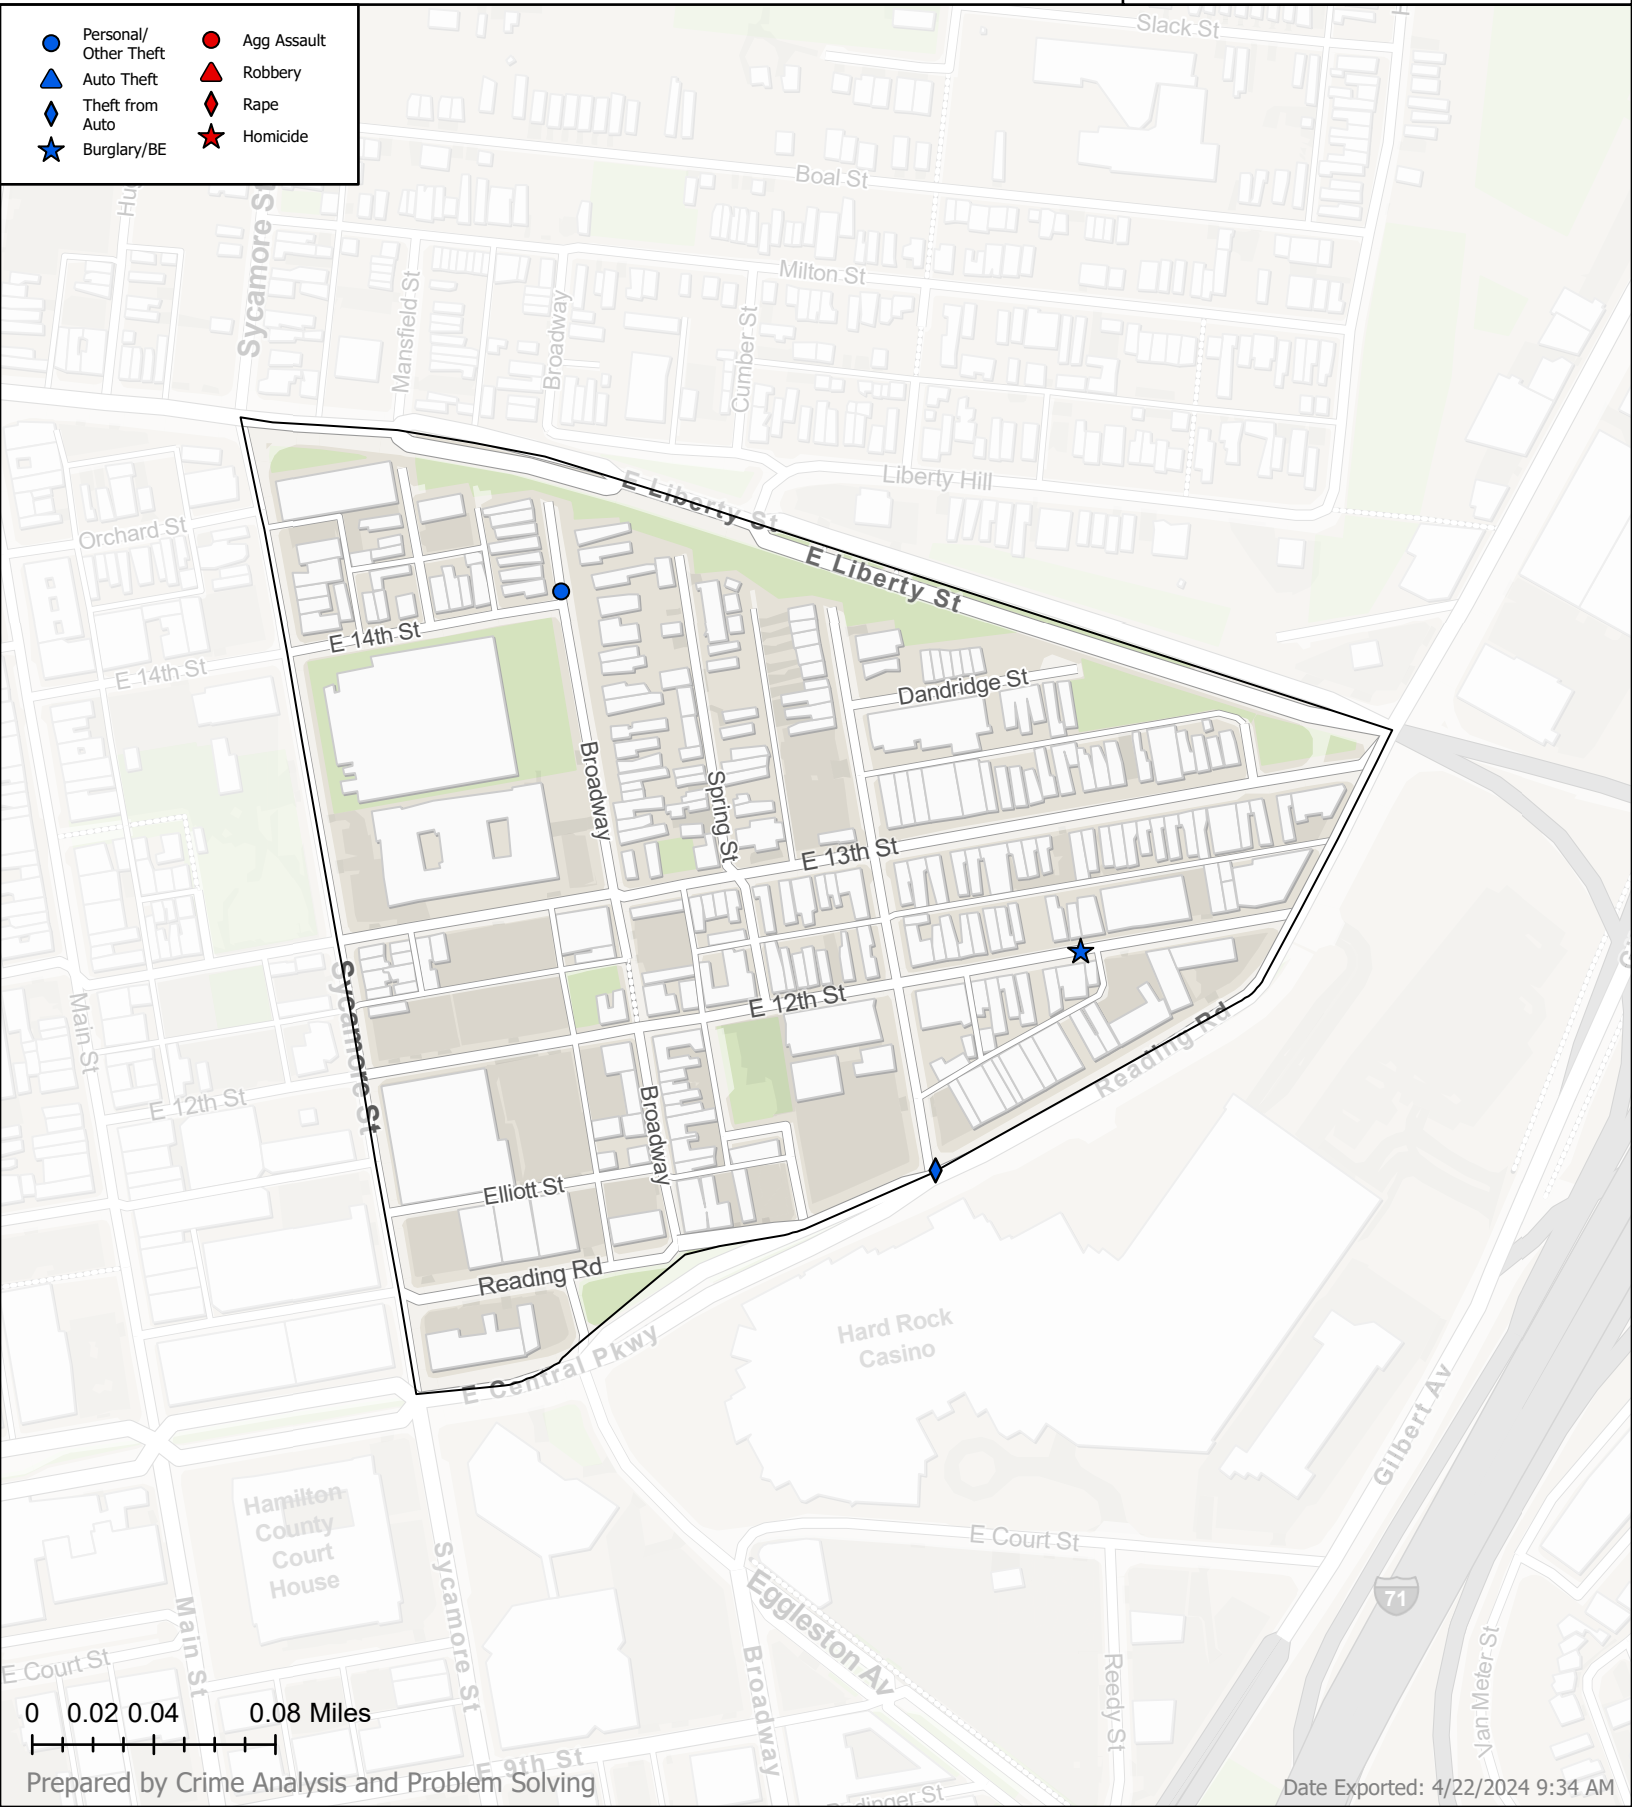 Personal/
Other Theft
Auto Theft
Theft from
Auto
Burglary/BE
Agg Assault
Robbery
Rape
Homicide
Slack St
Boal St
Milton St
Sycamore St
Mansfield St
Broadway
Cumber St
Liberty Hill
E Liberty St
E Liberty St
Orchard St
E 14th St
E 14th St
Dandridge St
Broadway
Spring St
E 13th St
Sycamore St
Main St
E 12th St
E 12th St
Reading Rd
Broadway
Elliott St
Reading Rd
E Central Pkwy
Hard Rock
Casino
Gilbert Av
Hamilton
County
Court
House
E Court St
Eggleston Av
71
Main St
Sycamore St
E Court St
Broadway
Reedy St
Van Meter St
E 9th St
0 0.02 0.04 0.08 Miles
Prepared by Crime Analysis and Problem Solving
Date Exported: 4/22/2024 9:34 AM